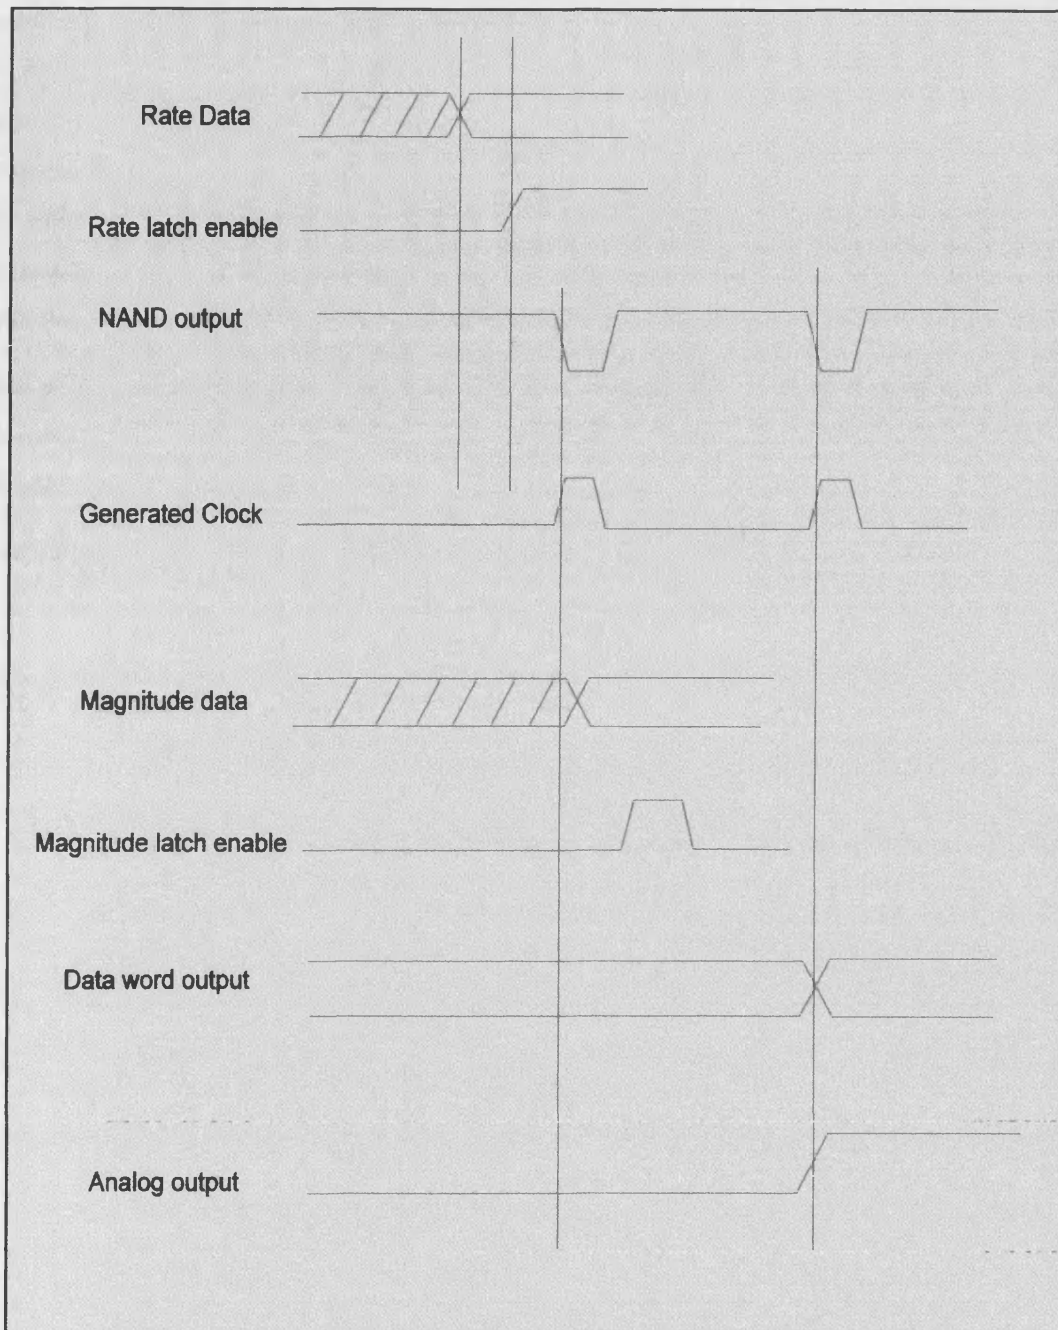 Rate Data
Rate latch enable
NAND output
Generated Clock
Magnitude data
Magnitude latch enable
Data word output
Analog output